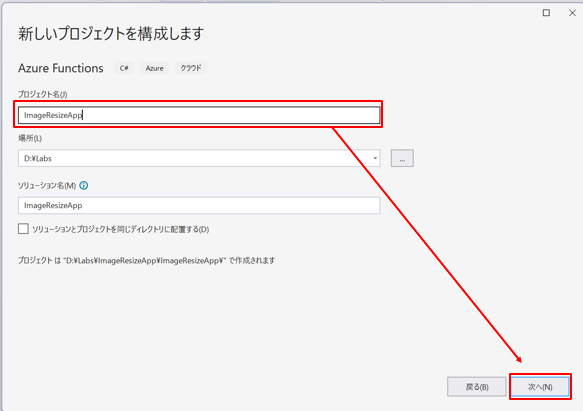 新しいプロジェクトを構成します
Azure Functions C# Azure クラウド
プロジェクト名(J)
ImageResizeApp
場所(L)
D:¥Labs
...
ソリューション名(M)
ImageResizeApp
ソリューションとプロジェクトを同じディレクトリに配置する(D)
プロジェクト は "D:¥Labs¥ImageResizeApp¥ImageResizeApp¥" で作成されます
戻る(B) 次へ(N)